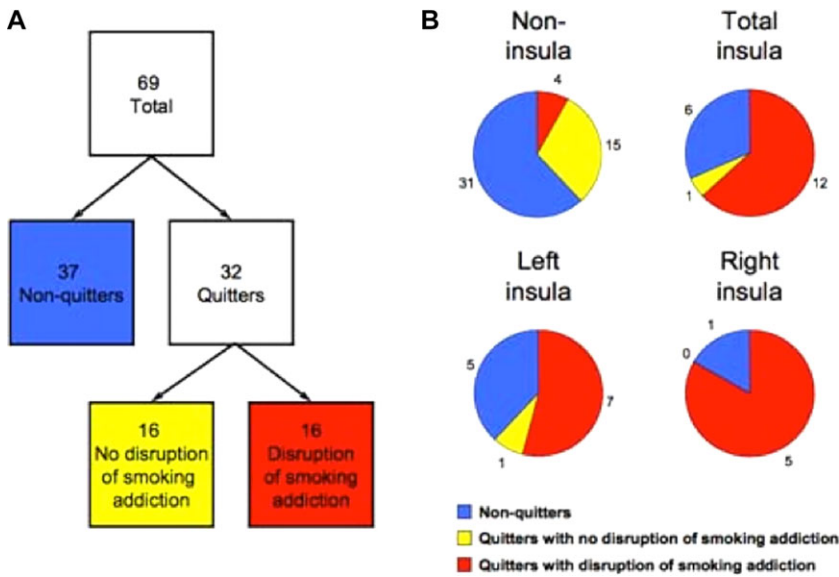 A
69
Total
37
Non-quitters
32
Quitters
16
No disruption
of smoking
addiction
16
Disruption
of smoking
addiction
B
Non-
insula
4
15
31
Total
insula
6
1
12
Left
insula
5
1
7
Right
insula
1
0
5
Non-quitters
Quitters with no disruption of smoking addiction
Quitters with disruption of smoking addiction